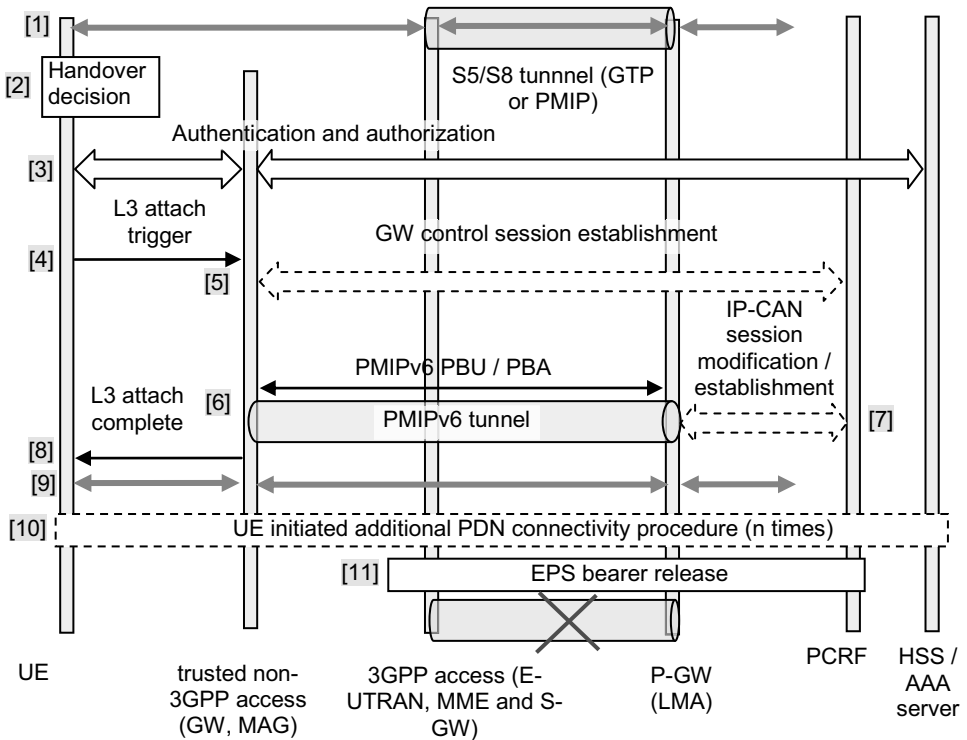 [1]
S5/S8 tunnnel (GTP
or PMIP)
[2]
Handover
decision
Authentication and authorization
[3]
L3 attach
trigger
GW control session establishment
[4]
[5]
IP-CAN
session
modification /
establishment
PMIPv6 PBU / PBA
L3 attach
complete
[6]
PMIPv6 tunnel
[7]
[8]
[9]
[10]
UE initiated additional PDN connectivity procedure (n times)
[11]
EPS bearer release
UE
trusted non-
3GPP access
(GW, MAG)
3GPP access (E-
UTRAN, MME and S-
GW)
P-GW
(LMA)
PCRF
HSS /
AAA
server